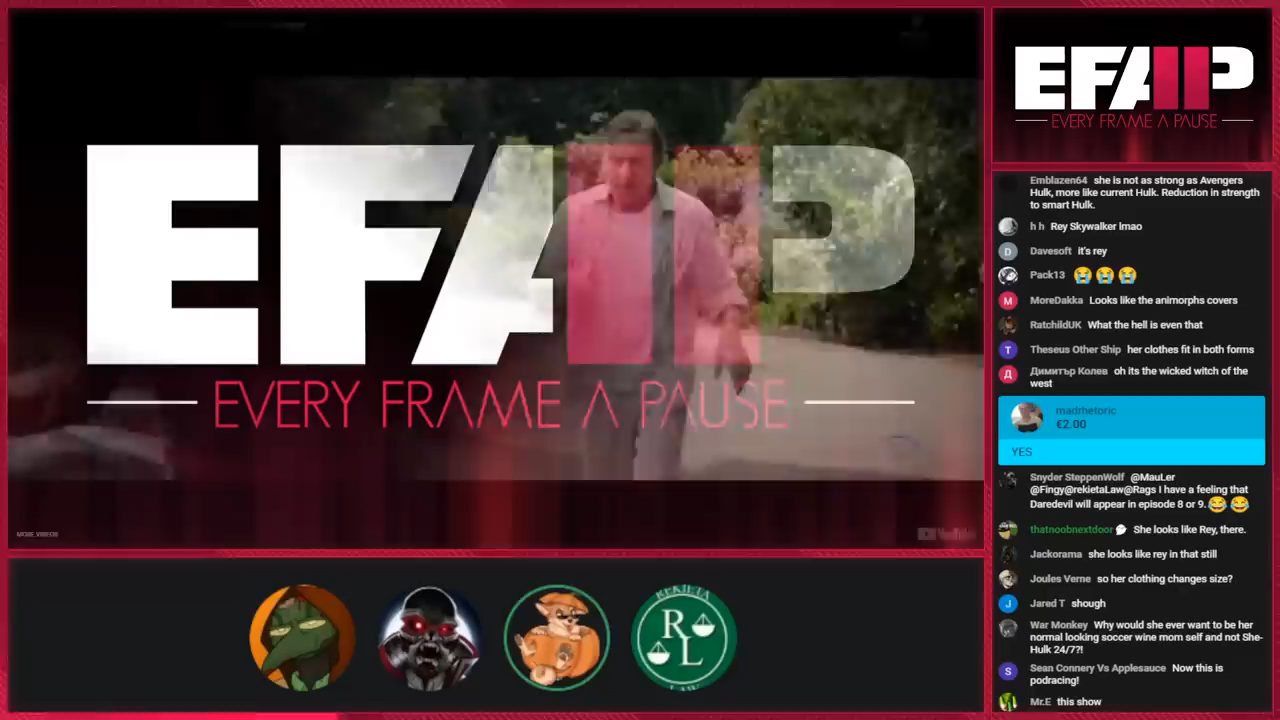 EFAP
EVERY FRAME A PAUSE
MORE VIDEOS
YouTube
REKIETA
RL
LAW
EFAP
EVERY FRAME A PAUSE
Emblazen64 she is not as strong as Avengers
Hulk, more like current Hulk. Reduction in strength
to smart Hulk.
h h Rey Skywalker lmao
D
Davesoft it's rey
Pack13 😭😭😭
M
MoreDakka Looks like the animorphs covers
RatchildUK What the hell is even that
T
Theseus Other Ship her clothes fit in both forms
Д
Димитър Колев oh its the wicked witch of the
west
madrhetoric
€2.00
YES
Snyder SteppenWolf @MauLer
@Fingy@rekietaLaw@Rags I have a feeling that
Daredevil will appear in episode 8 or 9.😂😂
thatnoobnextdoor She looks like Rey, there.
Jackorama she looks like rey in that still
Joules Verne so her clothing changes size?
J
Jared T shough
War Monkey Why would she ever want to be her
normal looking soccer wine mom self and not She-
Hulk 24/7?!
S
Sean Connery Vs Applesauce Now this is
podracing!
Mr.E this show